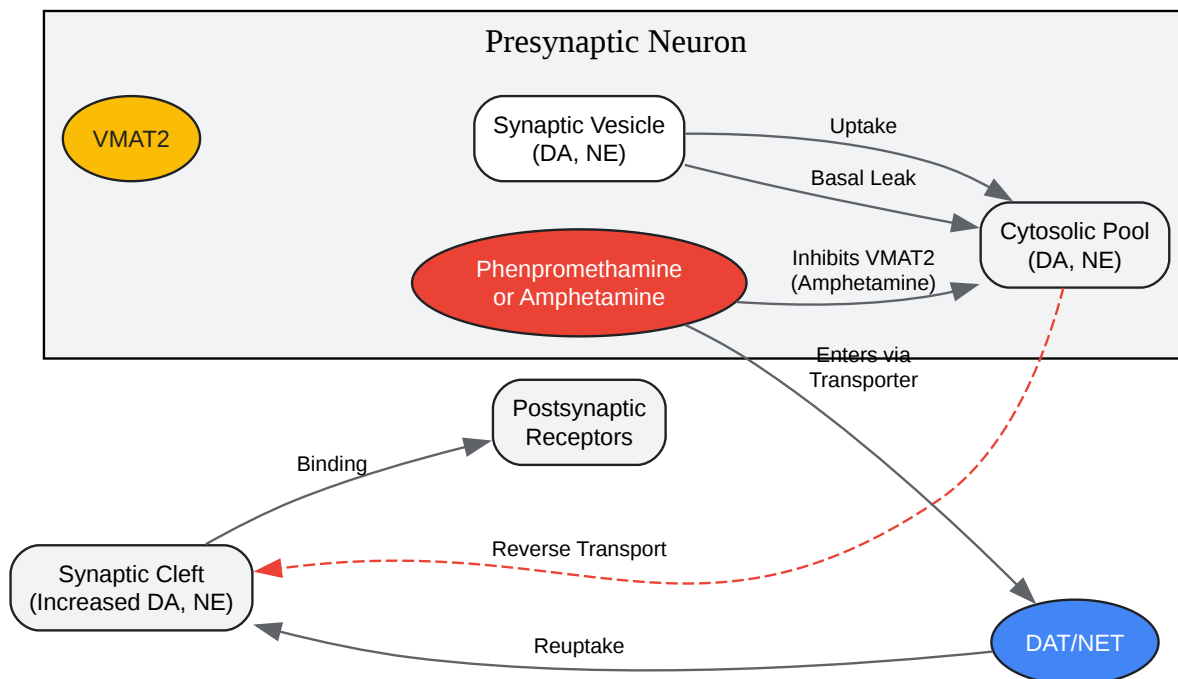 Presynaptic Neuron
VMAT2
Synaptic Vesicle
(DA, NE)
Uptake
Basal Leak
Cytosolic Pool
(DA, NE)
Phenpromethamine
or Amphetamine
Inhibits VMAT2
(Amphetamine)
Enters via
Transporter
Postsynaptic
Receptors
Binding
Reverse Transport
Synaptic Cleft
(Increased DA, NE)
Reuptake
DAT/NET